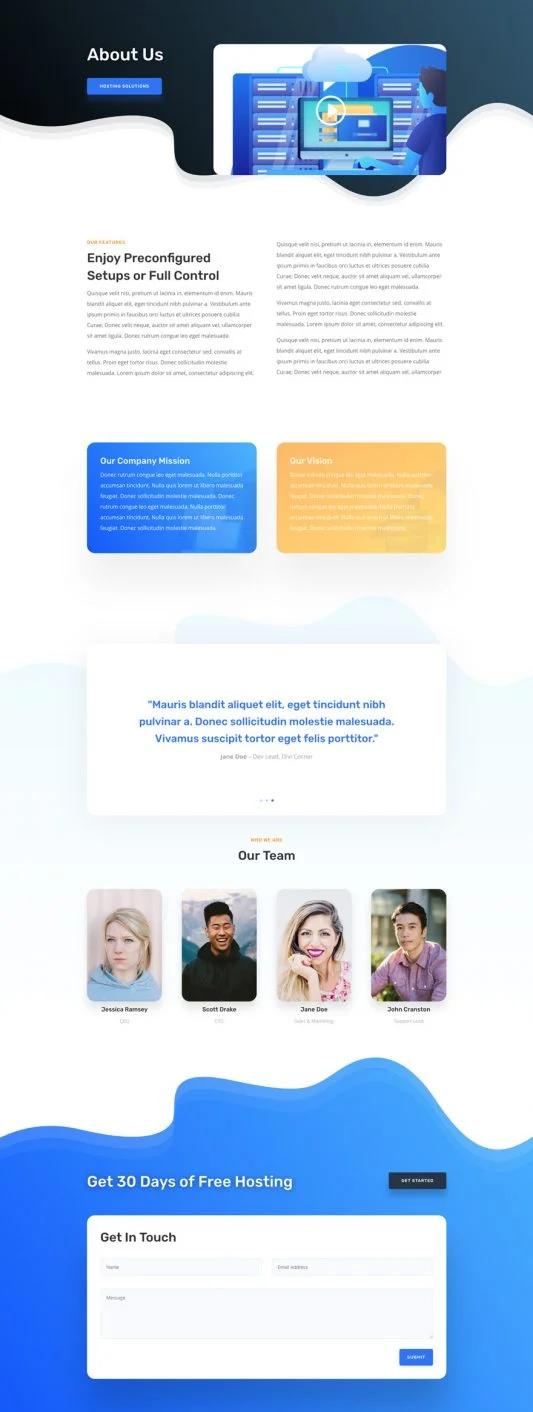 About Us
HOSTING SOLUTIONS
OUR FEATURES
Enjoy Preconfigured
Setups or Full Control
Quisque velit nisi, pretium ut lacinia in, elementum id enim. Mauris
blandit aliquet elit, eget tincidunt nibh pulvinar a. Vestibulum ante
ipsum primis in faucibus orci luctus et ultrices posuere cubilia
Curae; Donec velit neque, auctor sit amet aliquam vel, ullamcorper
sit amet ligula. Donec rutrum congue leo eget malesuada.
Vivamus magna justo, lacinia eget consectetur sed, convallis at
tellus. Proin eget tortor risus. Donec sollicitudin molestie
malesuada. Lorem ipsum dolor sit amet, consectetur adipiscing elit.
Quisque velit nisi, pretium ut lacinia in, elementum id enim. Mauris
blandit aliquet elit, eget tincidunt nibh pulvinar a. Vestibulum ante
ipsum primis in faucibus orci luctus et ultrices posuere cubilia
Curae; Donec velit neque, auctor sit amet aliquam vel, ullamcorper
sit amet ligula. Donec rutrum congue leo eget malesuada.
Vivamus magna justo, lacinia eget consectetur sed, convallis at
tellus. Proin eget tortor risus. Donec sollicitudin molestie
malesuada. Lorem ipsum dolor sit amet, consectetur adipiscing elit.
Quisque velit nisi, pretium ut lacinia in, elementum id enim. Mauris
blandit aliquet elit, eget tincidunt nibh pulvinar a. Vestibulum ante
ipsum primis in faucibus orci luctus et ultrices posuere cubilia
Curae; Donec velit neque, auctor sit amet aliquam vel, ullamcorper
Our Company Mission
Donec rutrum congue leo eget malesuada. Nulla porttitor
accumsan tincidunt. Nulla quis lorem ut libero malesuada
feugiat. Donec sollicitudin molestie malesuada. Donec
rutrum congue leo eget malesuada. Nulla porttitor
accumsan tincidunt. Nulla quis lorem ut libero malesuada
feugiat. Donec sollicitudin molestie malesuada.
Our Vision
Donec rutrum congue leo eget malesuada. Nulla porttitor
accumsan tincidunt. Nulla quis lorem ut libero malesuada
feugiat. Donec sollicitudin molestie malesuada. Donec
rutrum congue leo eget malesuada. Nulla porttitor
accumsan tincidunt. Nulla quis lorem ut libero malesuada
feugiat. Donec sollicitudin molestie malesuada.
"Mauris blandit aliquet elit, eget tincidunt nibh
pulvinar a. Donec sollicitudin molestie malesuada.
Vivamus suscipit tortor eget felis porttitor."
Jane Doe – Dev Lead, Divi Corner
WHO WE ARE
Our Team
Jessica Ramsey
CEO
Scott Drake
CTO
Jane Doe
Sales & Marketing
John Cranston
Support Lead
Get 30 Days of Free Hosting
GET STARTED
Get In Touch
Name
Email Address
Message
SUBMIT